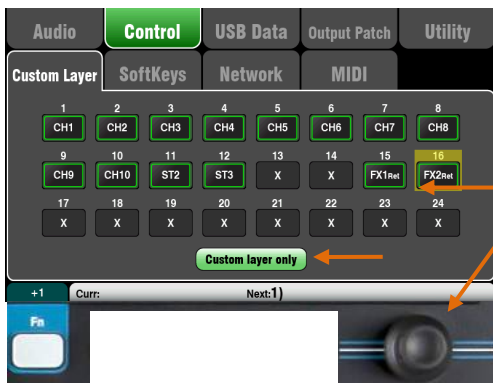 Audio Control USB Data Output Patch Utility
Custom Layer SoftKeys Network MIDI
1 2 3 4 5 6 7 8
CH1 CH2 CH3 CH4 CH5 CH6 CH7 CH8
9 10 11 12 13 14 15 16
CH9 CH10 ST2 ST3 X X FX1Ret FX2Ret
17 18 19 20 21 22 23 24
X X X X X X X X
Custom layer only
+1 Curr: Next:1)
Fn